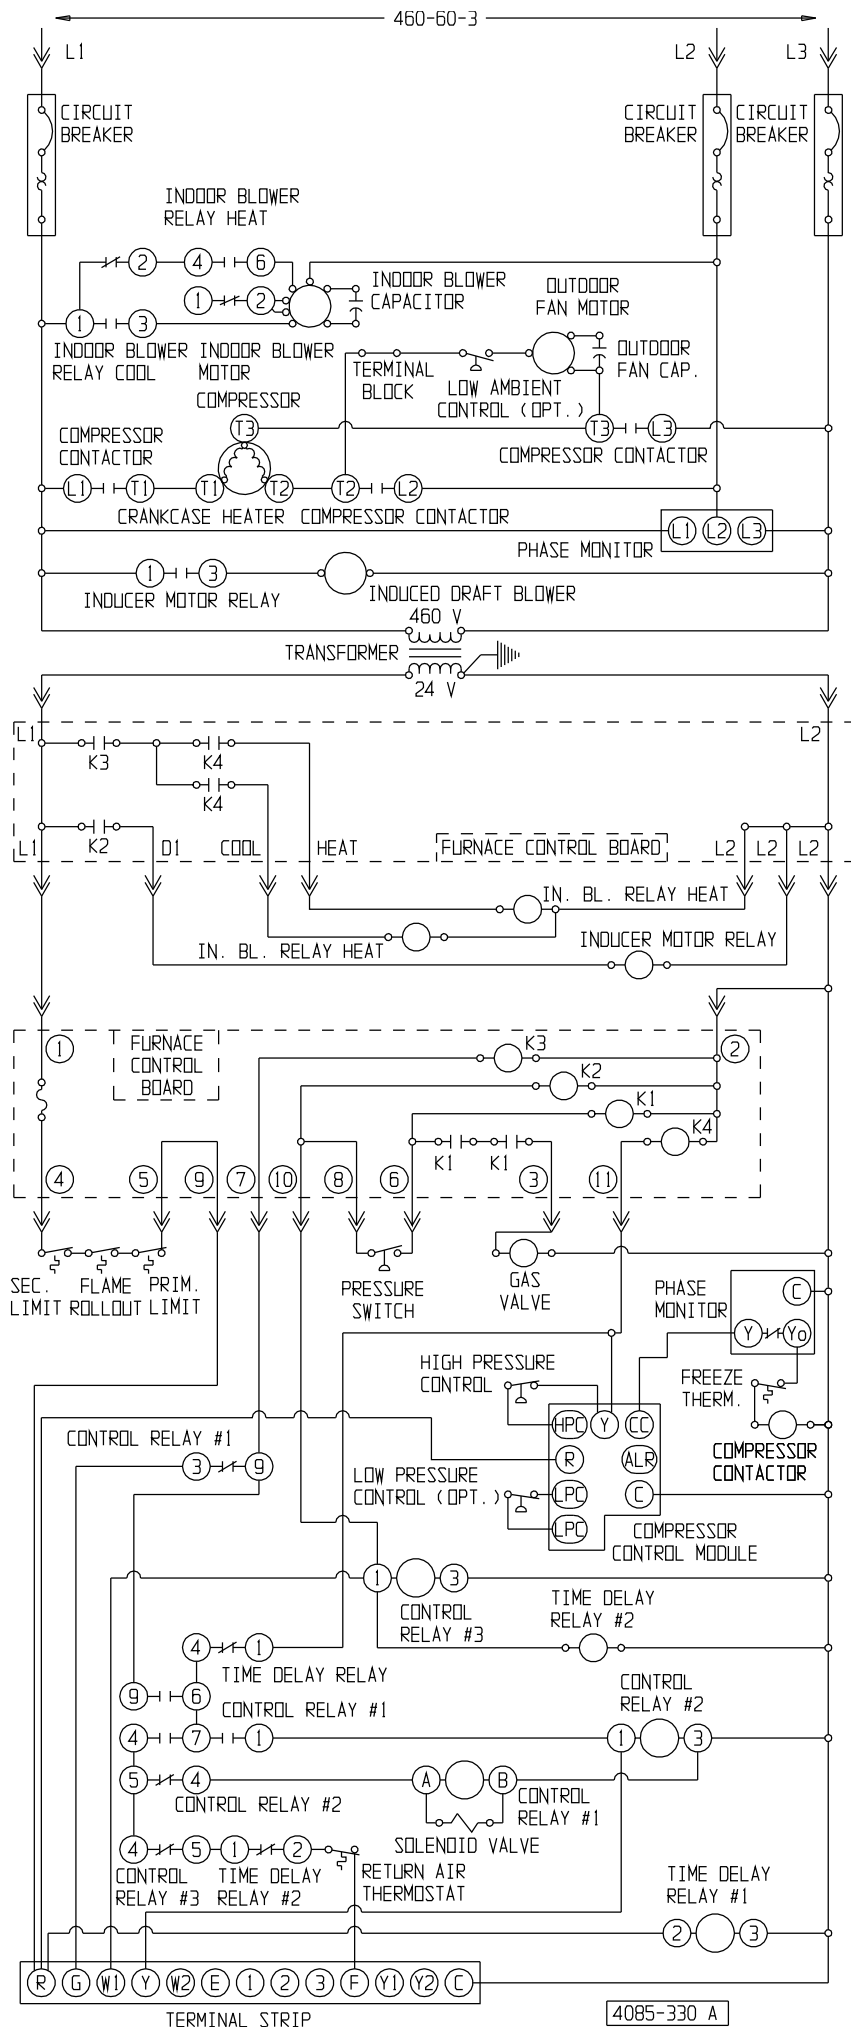 460-60-3
L1
L2
L3
CIRCUIT
BREAKER
CIRCUIT
BREAKER
CIRCUIT
BREAKER
INDOOR BLOWER
RELAY HEAT
2
4
6
1
2
INDOOR BLOWER
CAPACITOR
OUTDOOR
FAN MOTOR
1
3
INDOOR BLOWER
RELAY COOL
INDOOR BLOWER
MOTOR
OUTDOOR
FAN CAP.
TERMINAL
BLOCK
LOW AMBIENT
CONTROL (OPT.)
COMPRESSOR
T3
T3
L3
COMPRESSOR
CONTACTOR
COMPRESSOR CONTACTOR
L1
T1
T1
T2
T2
L2
CRANKCASE HEATER
COMPRESSOR CONTACTOR
L1
L2
L3
PHASE MONITOR
1
3
INDUCER MOTOR RELAY
INDUCED DRAFT BLOWER
460 V
TRANSFORMER
24 V
L1
L2
K3
K4
K4
L1
K2
D1
COOL
HEAT
FURNACE CONTROL BOARD
L2
L2
L2
IN. BL. RELAY HEAT
IN. BL. RELAY HEAT
INDUCER MOTOR RELAY
1
FURNACE
CONTROL
BOARD
K3
2
K2
K1
K4
K1
K1
4
5
9
7
10
8
6
3
11
SEC.
LIMIT
FLAME
ROLLOUT
PRIM.
LIMIT
PRESSURE
SWITCH
GAS
VALVE
PHASE
MONITOR
C
Y
Yo
HIGH PRESSURE
CONTROL
FREEZE
THERM.
HPC
Y
CC
CONTROL RELAY #1
3
9
R
ALR
COMPRESSOR
CONTACTOR
LOW PRESSURE
CONTROL (OPT.)
LPC
C
LPC
COMPRESSOR
CONTROL MODULE
1
3
CONTROL
RELAY #3
TIME DELAY
RELAY #2
4
1
TIME DELAY RELAY
9
6
CONTROL RELAY #1
CONTROL
RELAY #2
4
7
1
1
3
5
4
A
B
CONTROL RELAY #2
CONTROL
RELAY #1
SOLENOID VALVE
4
5
1
2
CONTROL
RELAY #3
TIME DELAY
RELAY #2
RETURN AIR
THERMOSTAT
TIME DELAY
RELAY #1
2
3
R
G
W1
Y
W2
E
1
2
3
F
Y1
Y2
C
TERMINAL STRIP
4085-330 A